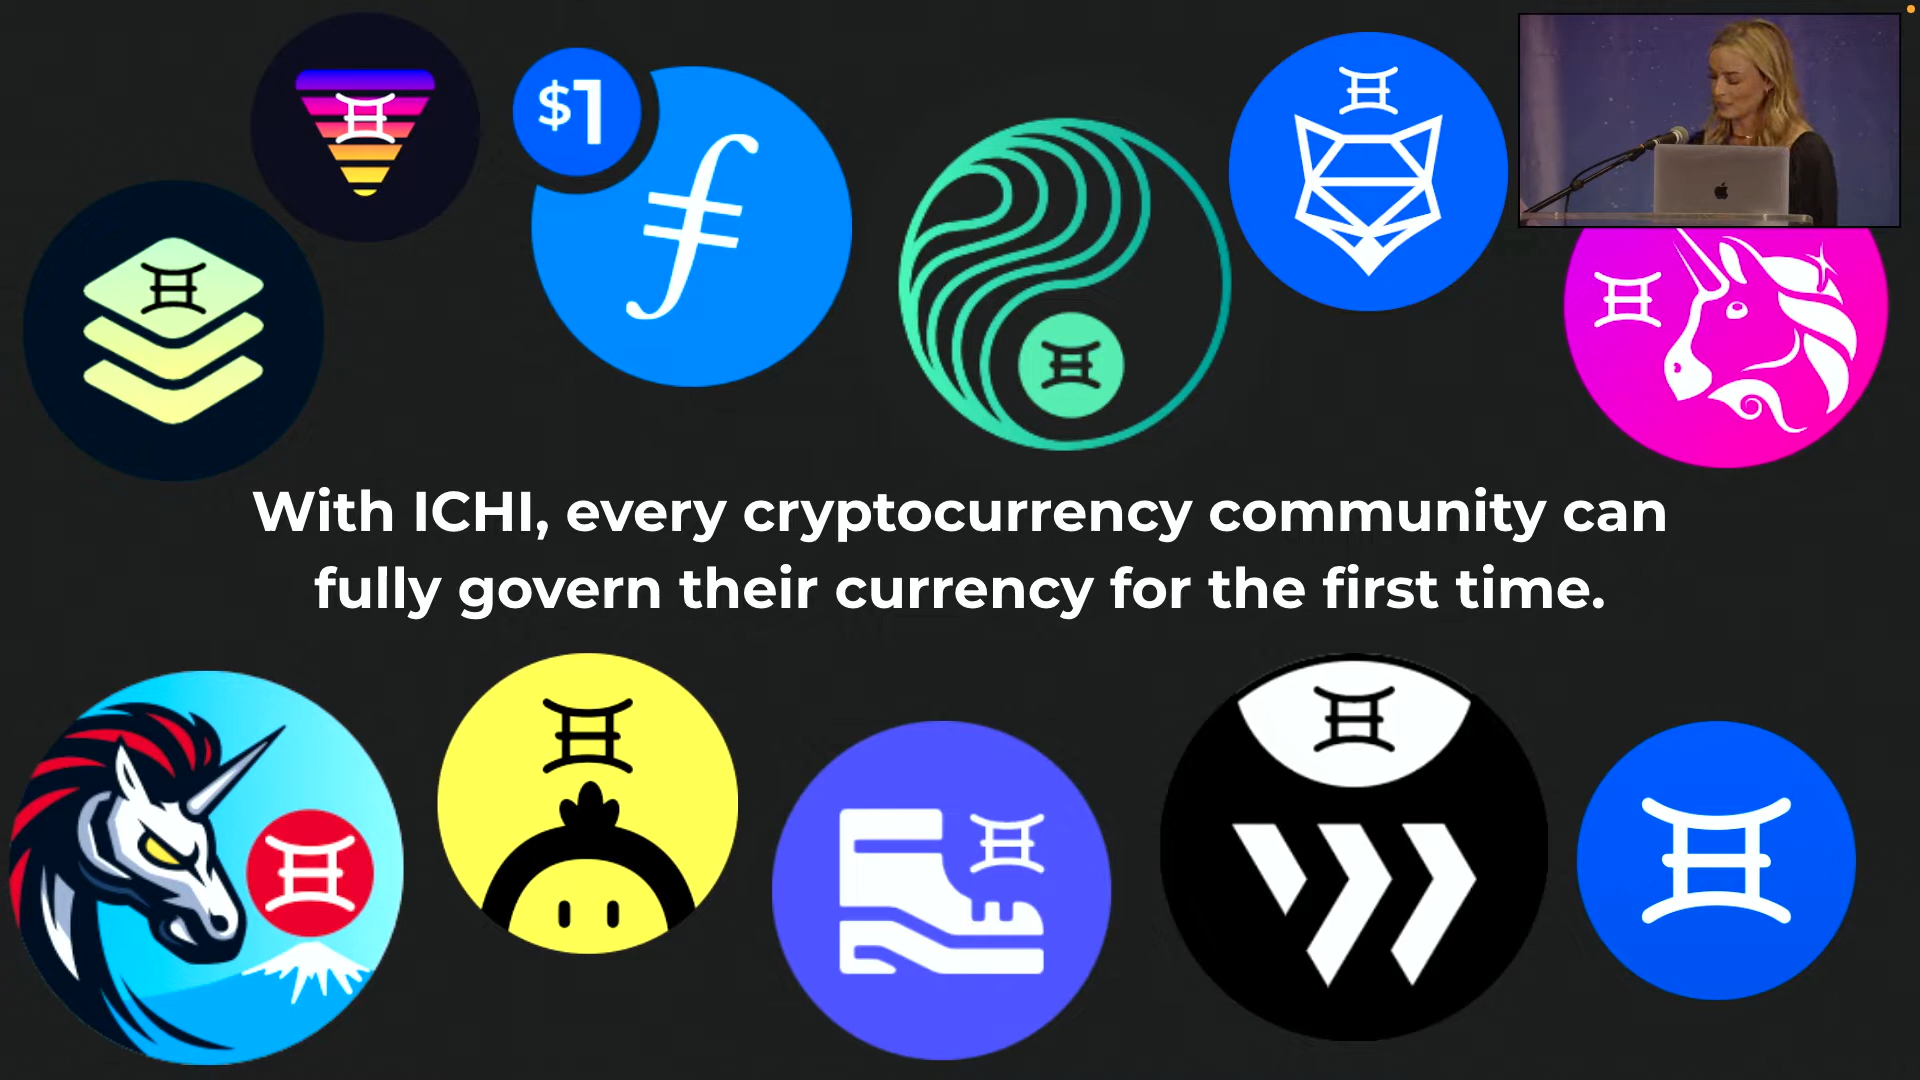 $1
With ICHI, every cryptocurrency community can
fully govern their currency for the first time.